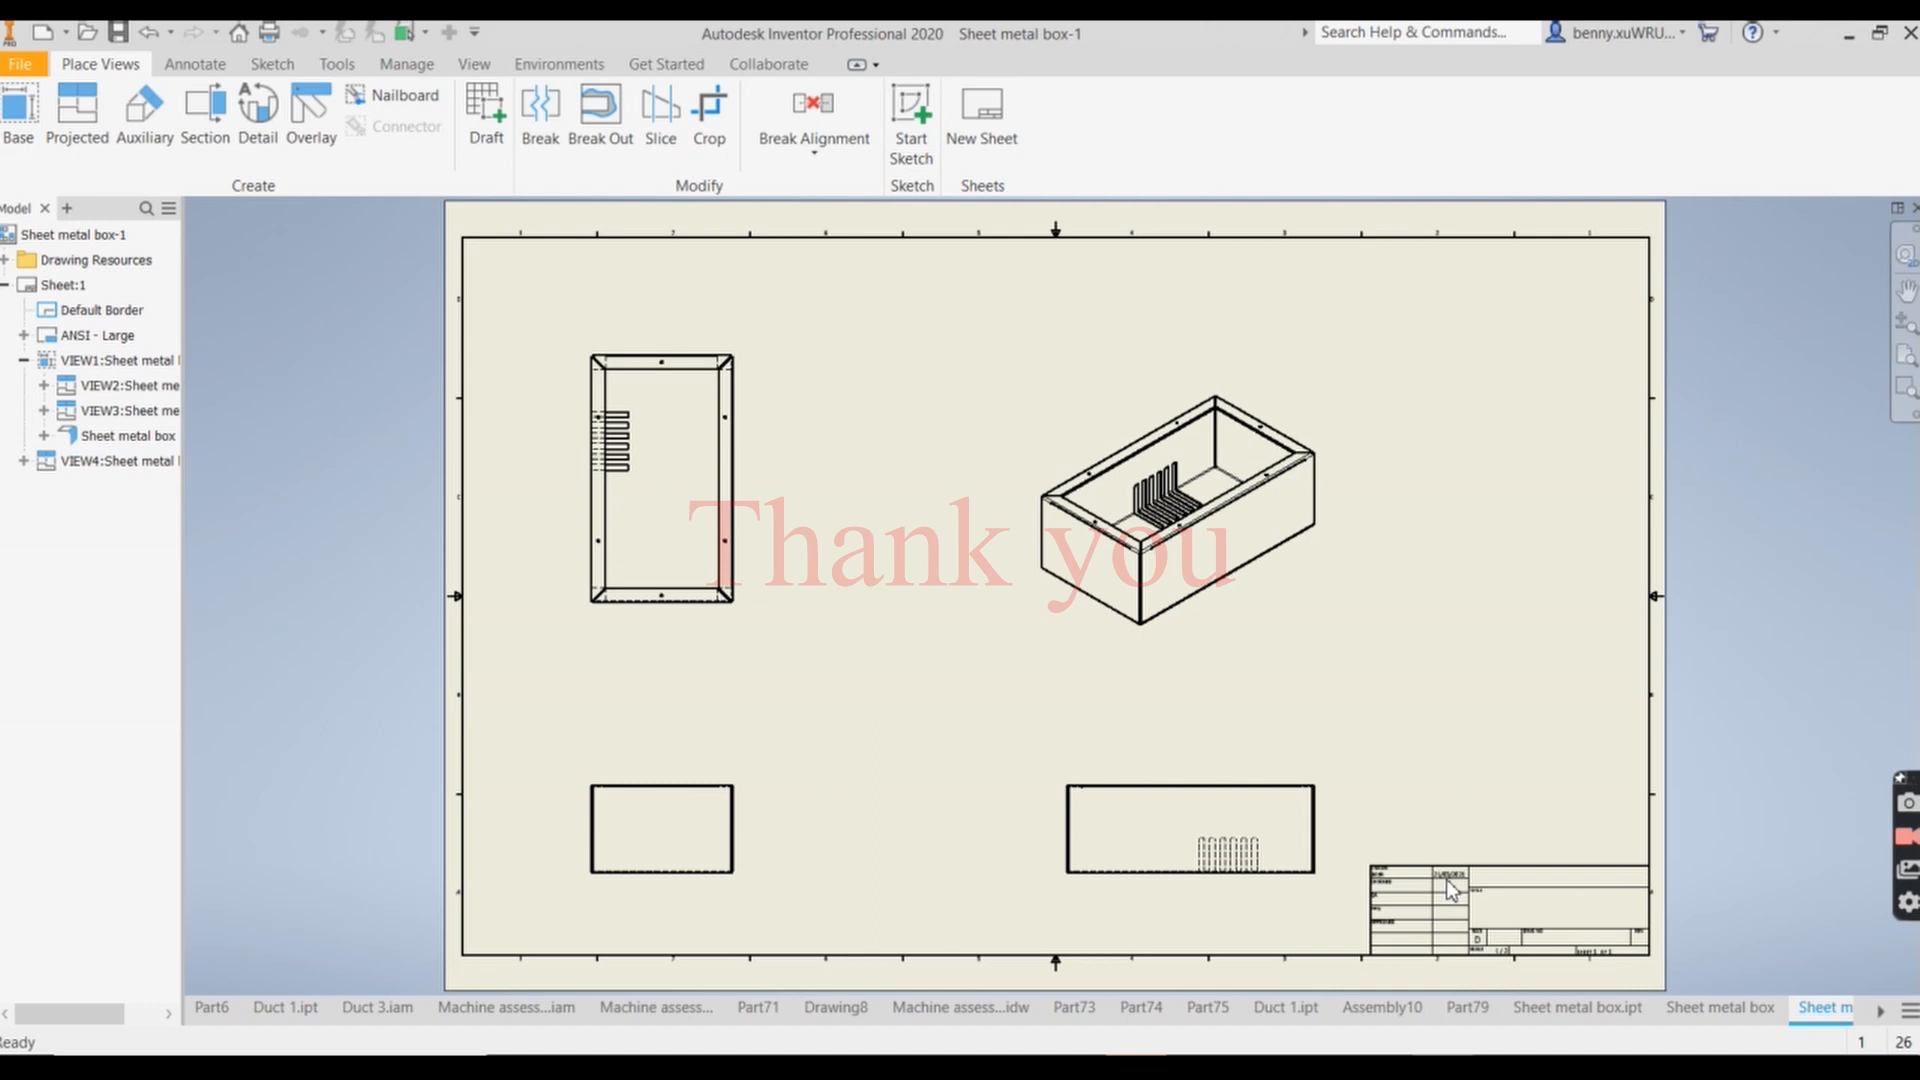 Autodesk Inventor Professional 2020 Sheet metal box-1
Search Help & Commands...
benny.xuWRU...
PRO
File Place Views Annotate Sketch Tools Manage View Environments Get Started Collaborate
Base Projected Auxiliary Section Detail Overlay
Nailboard
Connector
Draft Break Break Out Slice Crop
Break Alignment
Start Sketch
New Sheet
Create Modify Sketch Sheets
Model
Sheet metal box-1
Drawing Resources
Sheet:1
Default Border
ANSI - Large
VIEW1:Sheet metal
VIEW2:Sheet me
VIEW3:Sheet me
Sheet metal box
VIEW4:Sheet metal
Thank you
D
Part6 Duct 1.ipt Duct 3.iam Machine assess...iam Machine assess... Part71 Drawing8 Machine assess...idw Part73 Part74 Part75 Duct 1.ipt Assembly10 Part79 Sheet metal box.ipt Sheet metal box Sheet m
Ready
1 26